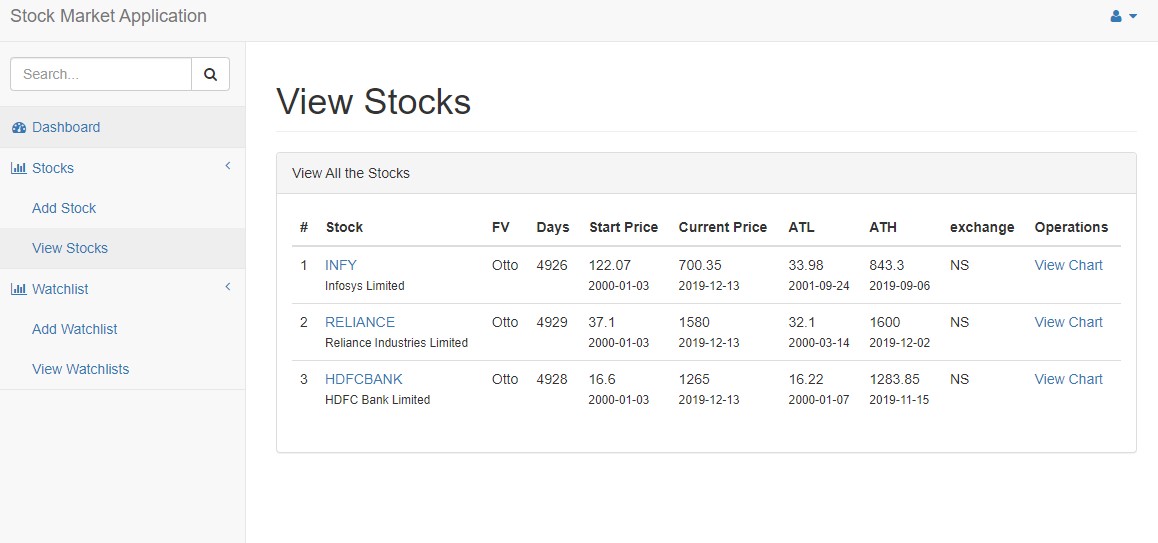 Stock Market Application
Search...
Dashboard
Stocks
Add Stock
View Stocks
Watchlist
Add Watchlist
View Watchlists
View Stocks
View All the Stocks
# Stock FV Days Start Price Current Price ATL ATH exchange Operations
1 INFY Otto 4926 122.07 700.35 33.98 843.3 NS View Chart
Infosys Limited 2000-01-03 2019-12-13 2001-09-24 2019-09-06
2 RELIANCE Otto 4929 37.1 1580 32.1 1600 NS View Chart
Reliance Industries Limited 2000-01-03 2019-12-13 2000-03-14 2019-12-02
3 HDFCBANK Otto 4928 16.6 1265 16.22 1283.85 NS View Chart
HDFC Bank Limited 2000-01-03 2019-12-13 2000-01-07 2019-11-15